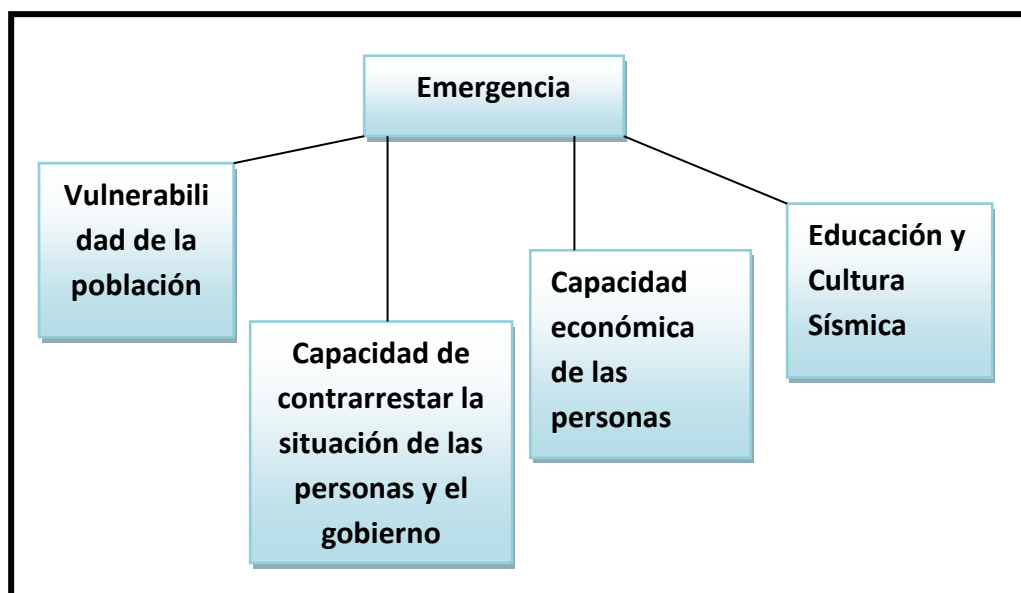 Emergencia
Vulnerabili
dad de la
población
Capacidad de
contrarrestar la
situación de las
personas y el
gobierno
Capacidad
económica
de las
personas
Educación y
Cultura
Sísmica